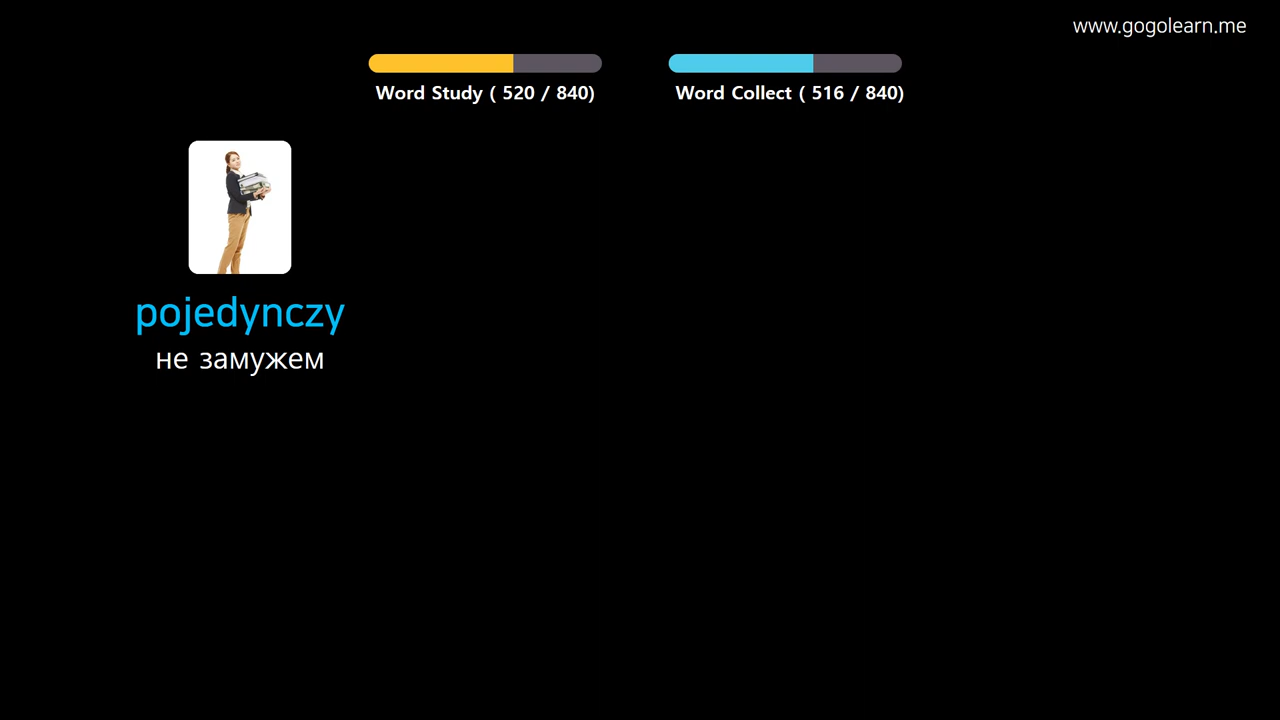 www.gogolearn.me
Word Study ( 520 / 840)
Word Collect ( 516 / 840)
pojedynczy
не замужем